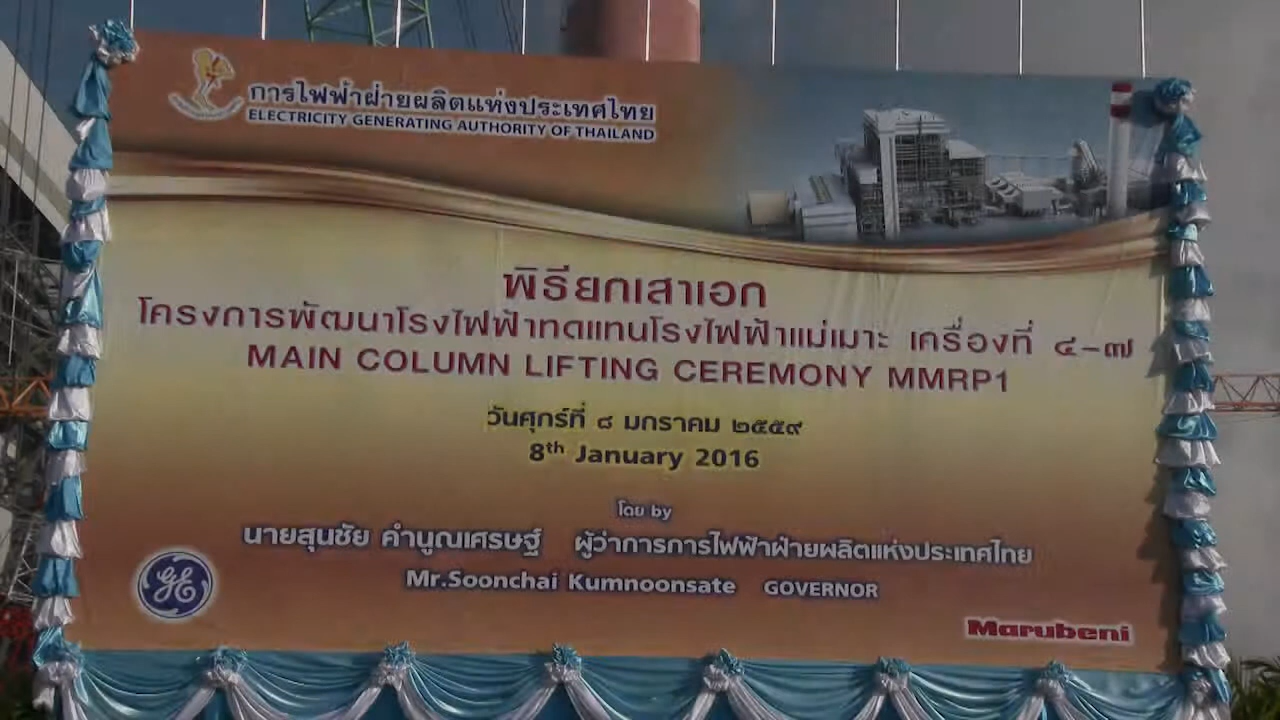 การไฟฟ้าฝ่ายผลิตแห่งประเทศไทย
ELECTRICITY GENERATING AUTHORITY OF THAILAND
พิธียกเสาเอก
โครงการพัฒนาโรงไฟฟ้าทดแทนโรงไฟฟ้าแม่เมาะ เครื่องที่ ๔-๗
MAIN COLUMN LIFTING CEREMONY MMRP1
วันศุกร์ที่ ๘ มกราคม ๒๕๕๙
8th January 2016
โดย by
นายสุนชัย คำนูณเศรษฐ์ ผู้ว่าการการไฟฟ้าฝ่ายผลิตแห่งประเทศไทย
Mr.Soonchai Kumnoonsate GOVERNOR
GE
Marubeni